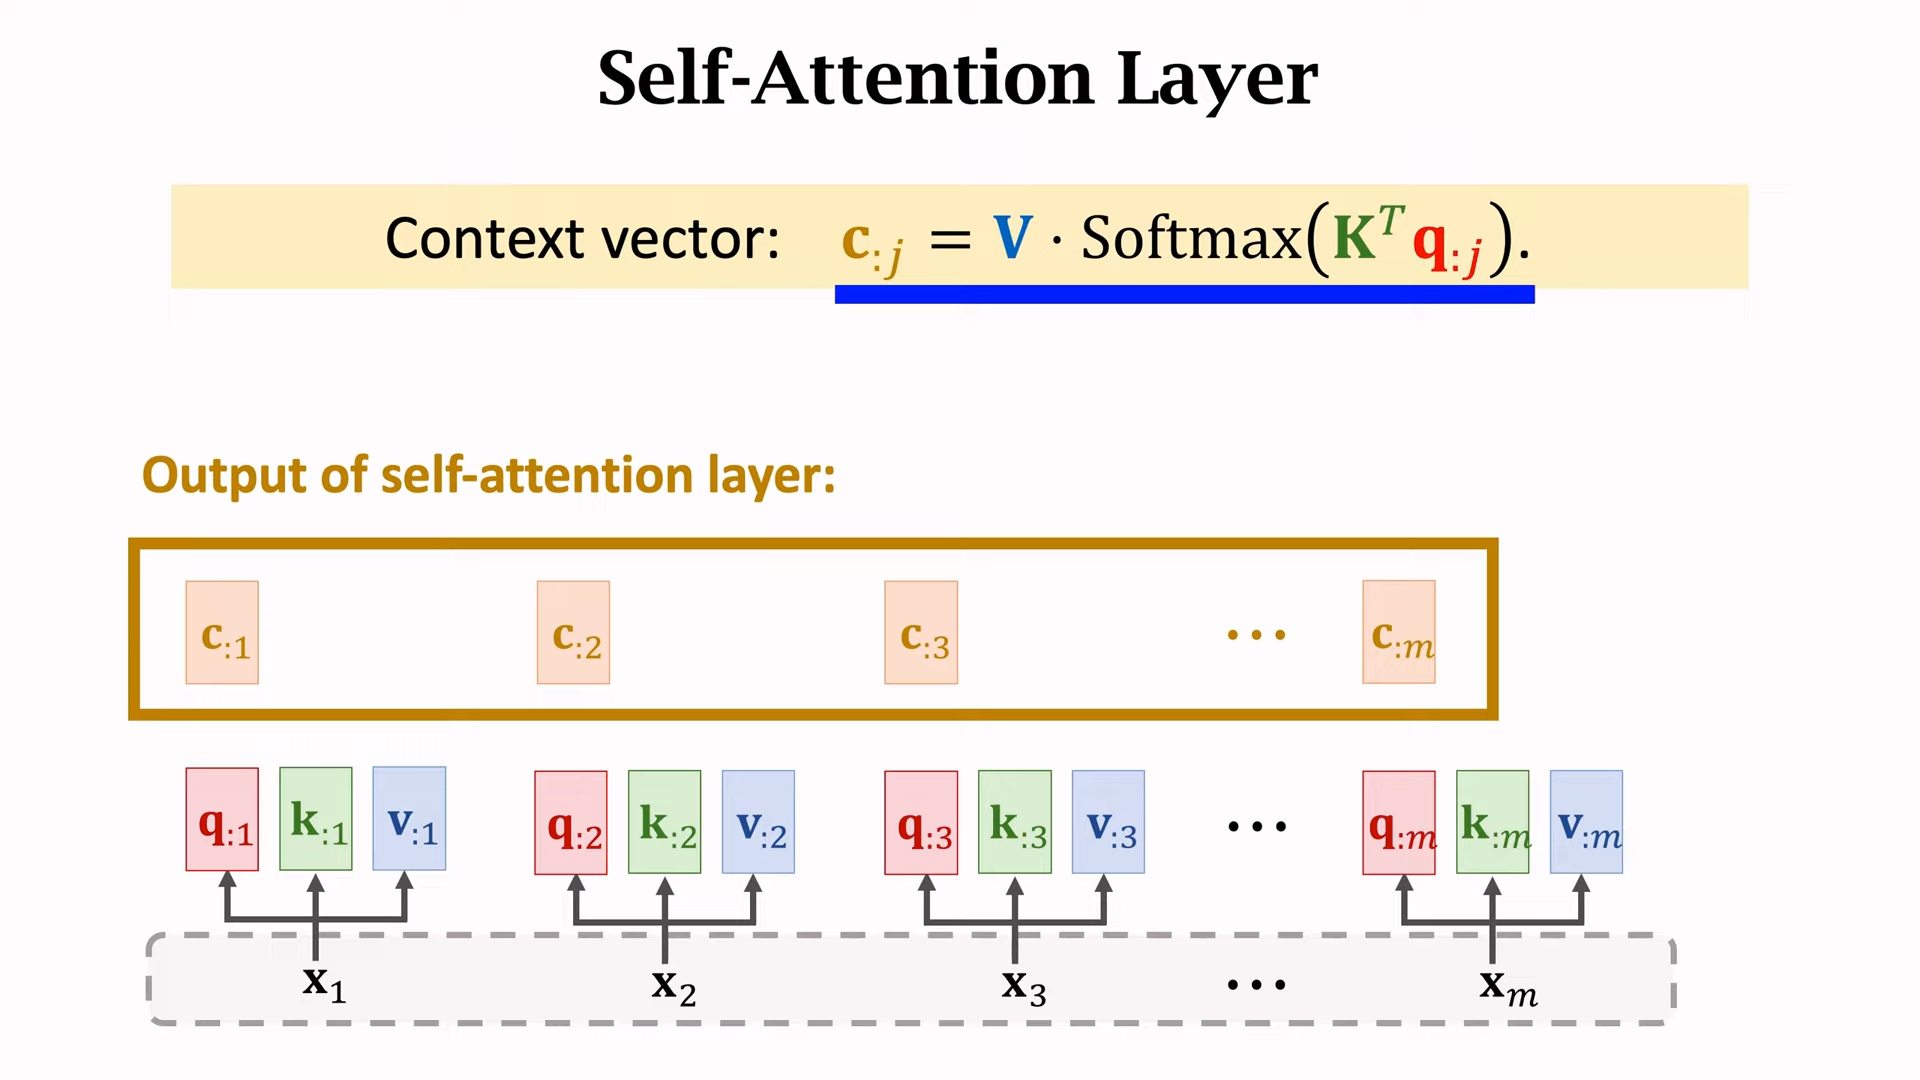 Self-Attention Layer
Context vector: c:j = V · Softmax(K^T q:j).
Output of self-attention layer:
c:1 c:2 c:3 ··· c:m
q:1 k:1 v:1 q:2 k:2 v:2 q:3 k:3 v:3 ··· q:m k:m v:m
x1 x2 x3 ··· xm